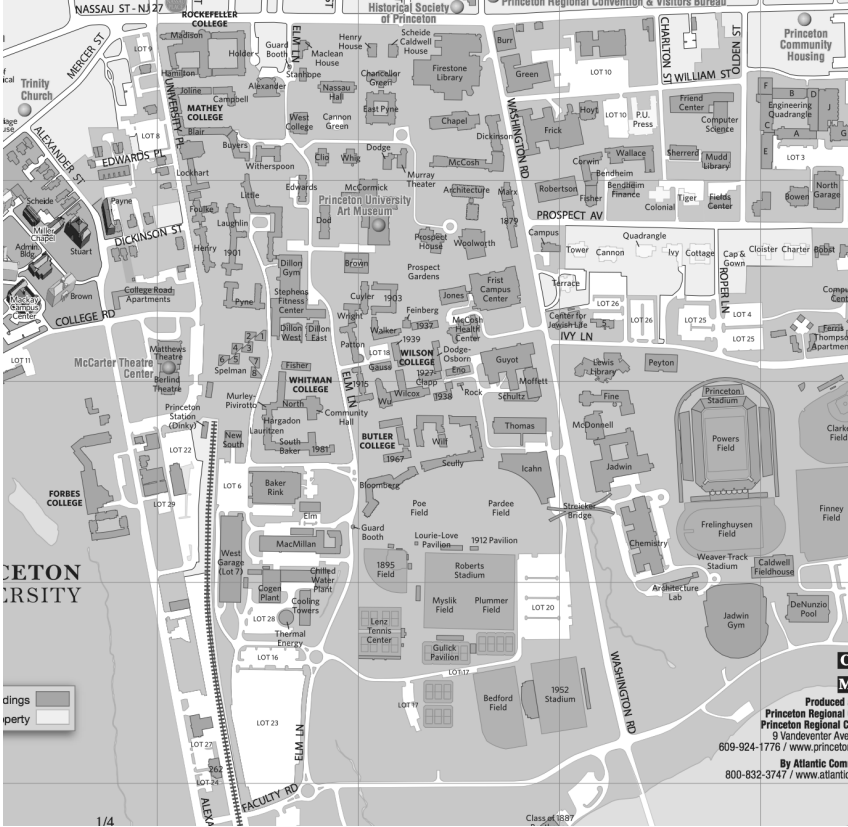 NASSAU ST - NJ 27
ROCKEFELLER
COLLEGE
ELM LN
Historical Society
of Princeton
Princeton Regional Convention & Visitors Bureau
MERCER ST
LOT 9
Madison
Holder
Guard
Booth
Maclean
House
Henry
House
Scheide
Caldwell
House
Burr
CHARLTON ST
OLDEN ST
Princeton
Community
Housing
Trinity
Church
Hamilton
Joline
Campbell
Alexander
Stanhope
Nassau
Hall
Chancellor
Green
Firestone
Library
Green
LOT 10
WILLIAM ST
UNIVERSITY PL
MATHEY
COLLEGE
Blair
West
College
Cannon
Green
East Pyne
Chapel
Dickinson
WASHINGTON RD
Hoyt
Frick
LOT 10
P.U.
Press
Friend
Center
Computer
Science
F
B
D
J
Engineering
Quadrangle
C
A
G
E
LOT 3
ALEXANDER ST
LOT 8
EDWARDS PL
Buyers
Witherspoon
Clio
Whig
Dodge
Murray
Theater
McCosh
Corwin
Wallace
Bendheim
Sherrerd
Mudd
Library
Lockhart
Little
Edwards
McCormick
Princeton University
Art Museum
Architecture
Marx
Robertson
Fisher
Bendheim
Finance
Colonial
Tiger
Fields
Center
Bowen
North
Garage
Scheide
Payne
Miller
Chapel
Stuart
Admin.
Bldg
DICKINSON ST
Foulke
Laughlin
Henry
1901
Dod
Prospect
House
Woolworth
1879
PROSPECT AV
Campus
Tower
Cannon
Quadrangle
Ivy
Cottage
Cap &
Gown
ROPER LN
Cloister
Charter
Robst
Mackay
Campus
Center
Brown
College Road
Apartments
COLLEGE RD
Pyne
Dillon
Gym
Stephens
Fitness
Center
Brown
Prospect
Gardens
Cuyler
1903
Jones
Frist
Campus
Center
Terrace
LOT 26
LOT 26
LOT 25
LOT 4
LOT 25
Center for
Jewish Life
IVY LN
Ferris
Thompson
LOT 11
McCarter Theatre
Center
Matthews
Theatre
Berlind
Theatre
1
2
3
4
5
6
7
8
Spelman
Dillon
West
Dillon
East
Wright
Patton
Feinberg
Walker
1937
1939
LOT 18
Gauss
WILSON
COLLEGE
1927
Clapp
McCosh
Health
Center
Dodge-
Osborn
Eno
Rock
Guyot
Moffett
Schultz
Lewis
Library
Peyton
Fisher
WHITMAN
COLLEGE
ELM LN
1915
Wu
Wilcox
1938
Princeton
Station
(Dinky)
Murley-
Pivirotto
North
Hargadon
Lauritzen
Community
Hall
South
Baker
1981
New
South
BUTLER
COLLEGE
1967
Wilf
Scully
Bloomberg
Thomas
Icahn
Fine
McDonnell
Jadwin
Princeton
Stadium
Powers
Field
FORBES
COLLEGE
LOT 22
LOT 29
LOT 6
Baker
Rink
Elm
Guard
Booth
Poe
Field
Pardee
Field
Streicker
Bridge
Chemistry
Frelinghuysen
Field
Weaver Track
Stadium
Caldwell
Fieldhouse
Finney
Field
MacMillan
West
Garage
(Lot 7)
Cogen
Plant
Chilled
Water
Plant
Cooling
Towers
LOT 28
Thermal
Energy
LOT 16
1895
Field
Lourie-Love
Pavilion
1912 Pavilion
Roberts
Stadium
Myslik
Field
Plummer
Field
LOT 20
Lenz
Tennis
Center
Gulick
Pavilion
LOT 17
LOT 17
Architecture
Lab
Jadwin
Gym
DeNunzio
Pool
Bedford
Field
1952
Stadium
WASHINGTON RD
LOT 23
ELM LN
LOT 27
262
LOT 24
FACULTY RD
Class of 1887
CETON
ERSITY
1/4
Produced
Princeton Regional
Princeton Regional C
9 Vandeventer Ave
609-924-1776 / www.princeto
By Atlantic Com
800-832-3747 / www.atlantic